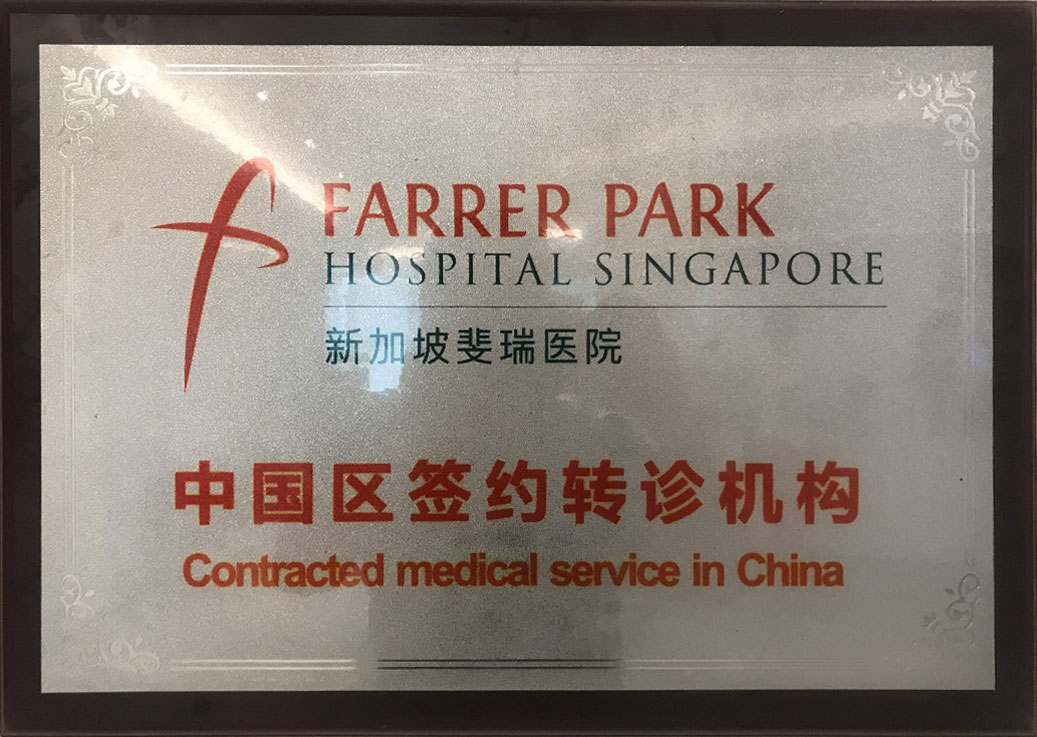 FARRER PARK
HOSPITAL SINGAPORE
新加坡斐瑞医院
中国区签约转诊机构
Contracted medical service in China